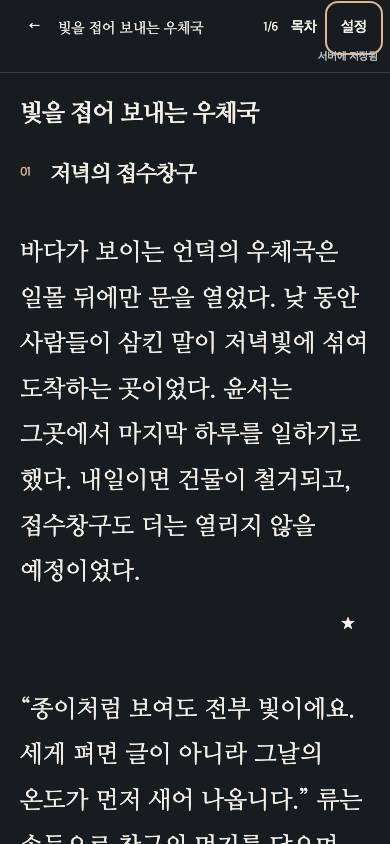 ← 빛을 접어 보내는 우체국 1/6 목차 설정
서버에 저장됨
빛을 접어 보내는 우체국
01 저녁의 접수창구
바다가 보이는 언덕의 우체국은
일몰 뒤에만 문을 열었다. 낮 동안
사람들이 삼킨 말이 저녁빛에 섞여
도착하는 곳이었다. 윤서는
그곳에서 마지막 하루를 일하기로
했다. 내일이면 건물이 철거되고,
접수창구도 더는 열리지 않을
예정이었다.
★
“종이처럼 보여도 전부 빛이에요.
세게 펴면 글이 아니라 그날의
온도가 먼저 새어 나옵니다.” 류는